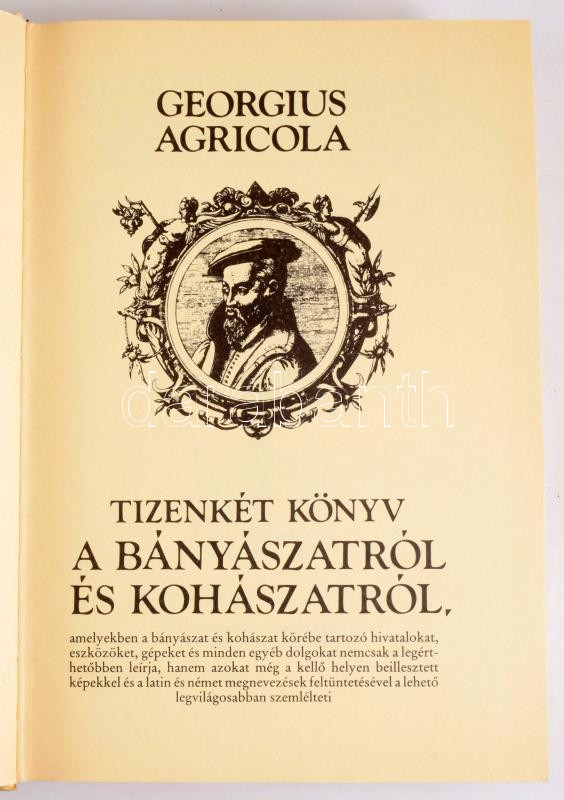 GEORGIUS
AGRICOLA
darabanth
TIZENKÉT KÖNYV
A BÁNYÁSZATRÓL
ÉS KOHÁSZATRÓL,
amelyekben a bányászat és kohászat körébe tartozó hivatalokat,
eszközöket, gépeket és minden egyéb dolgokat nemcsak a legért-
hetőbben leírja, hanem azokat még a kellő helyen beillesztett
képekkel és a latin és német megnevezések feltüntetésével a lehető
legvilágosabban szemlélteti